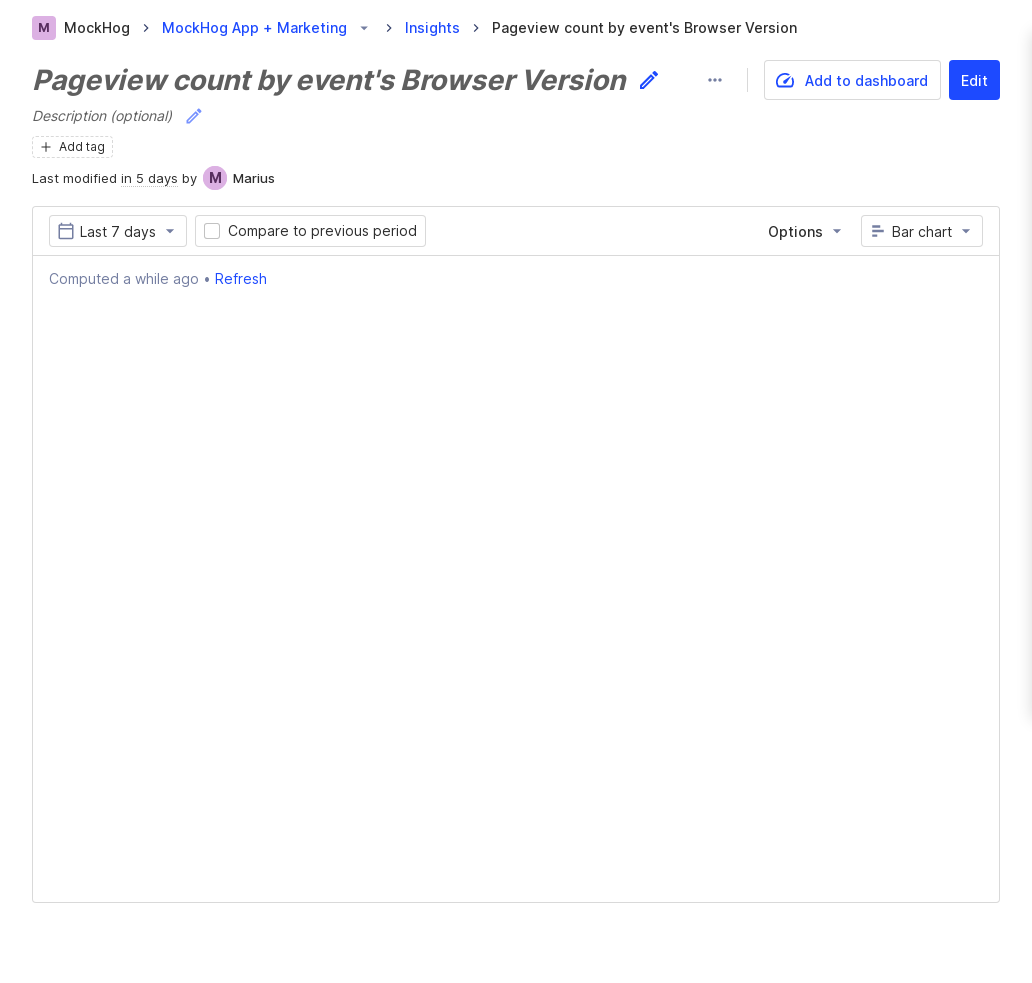 M MockHog > MockHog App + Marketing > Insights > Pageview count by event's Browser Version
Pageview count by event's Browser Version
Add to dashboard
Edit
Description (optional)
+ Add tag
Last modified in 5 days by M Marius
Last 7 days
Compare to previous period
Options
Bar chart
Computed a while ago • Refresh